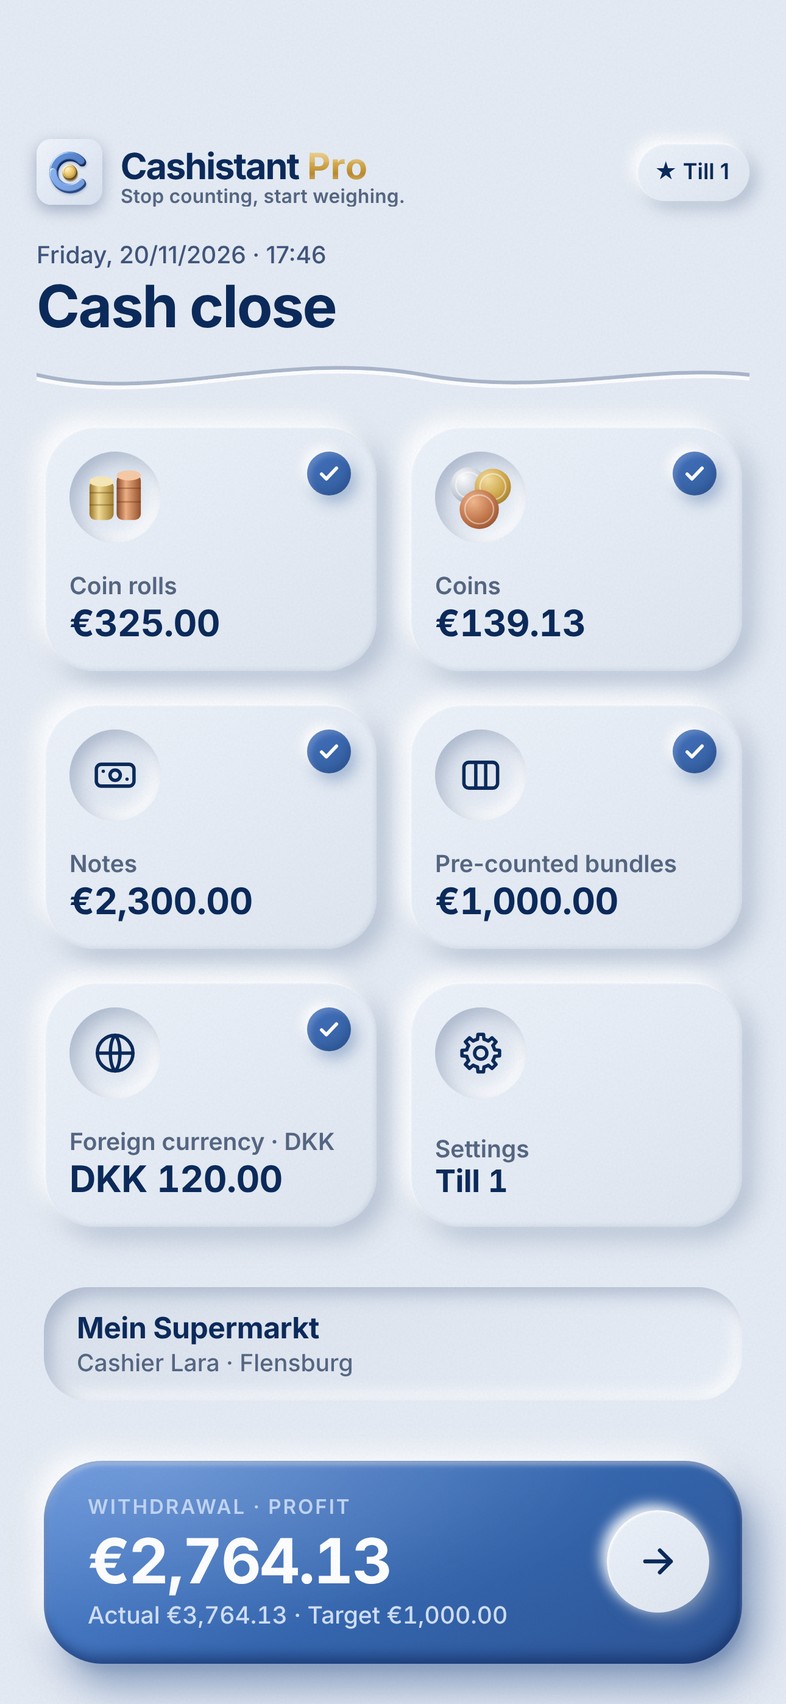 Cashistant Pro
Stop counting, start weighing.
★ Till 1
Friday, 20/11/2026 · 17:46
Cash close
Coin rolls
€325.00
Coins
€139.13
Notes
€2,300.00
Pre-counted bundles
€1,000.00
Foreign currency · DKK
DKK 120.00
Settings
Till 1
Mein Supermarkt
Cashier Lara · Flensburg
WITHDRAWAL · PROFIT
€2,764.13
Actual €3,764.13 · Target €1,000.00